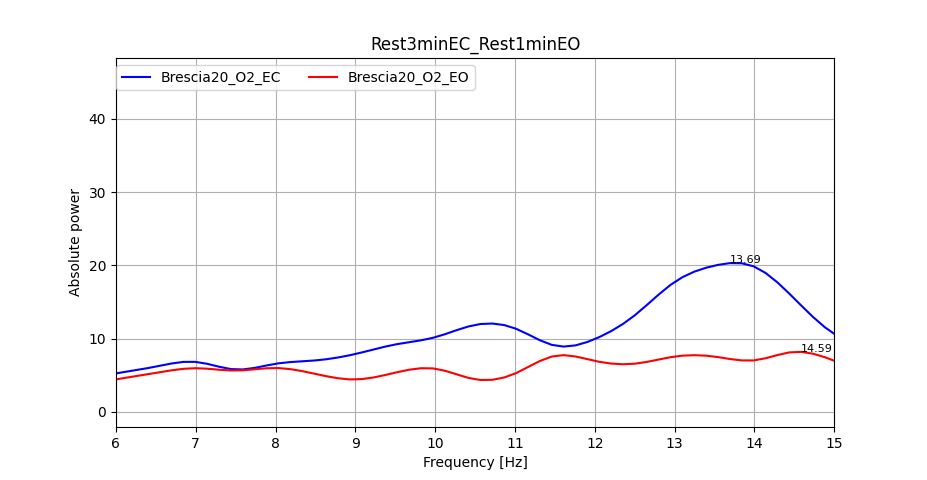 Rest3minEC_Rest1minEO
Brescia20_O2_EC Brescia20_O2_EO
40
30
20
10
0
Absolute power
13.69
14.59
6 7 8 9 10 11 12 13 14 15
Frequency [Hz]